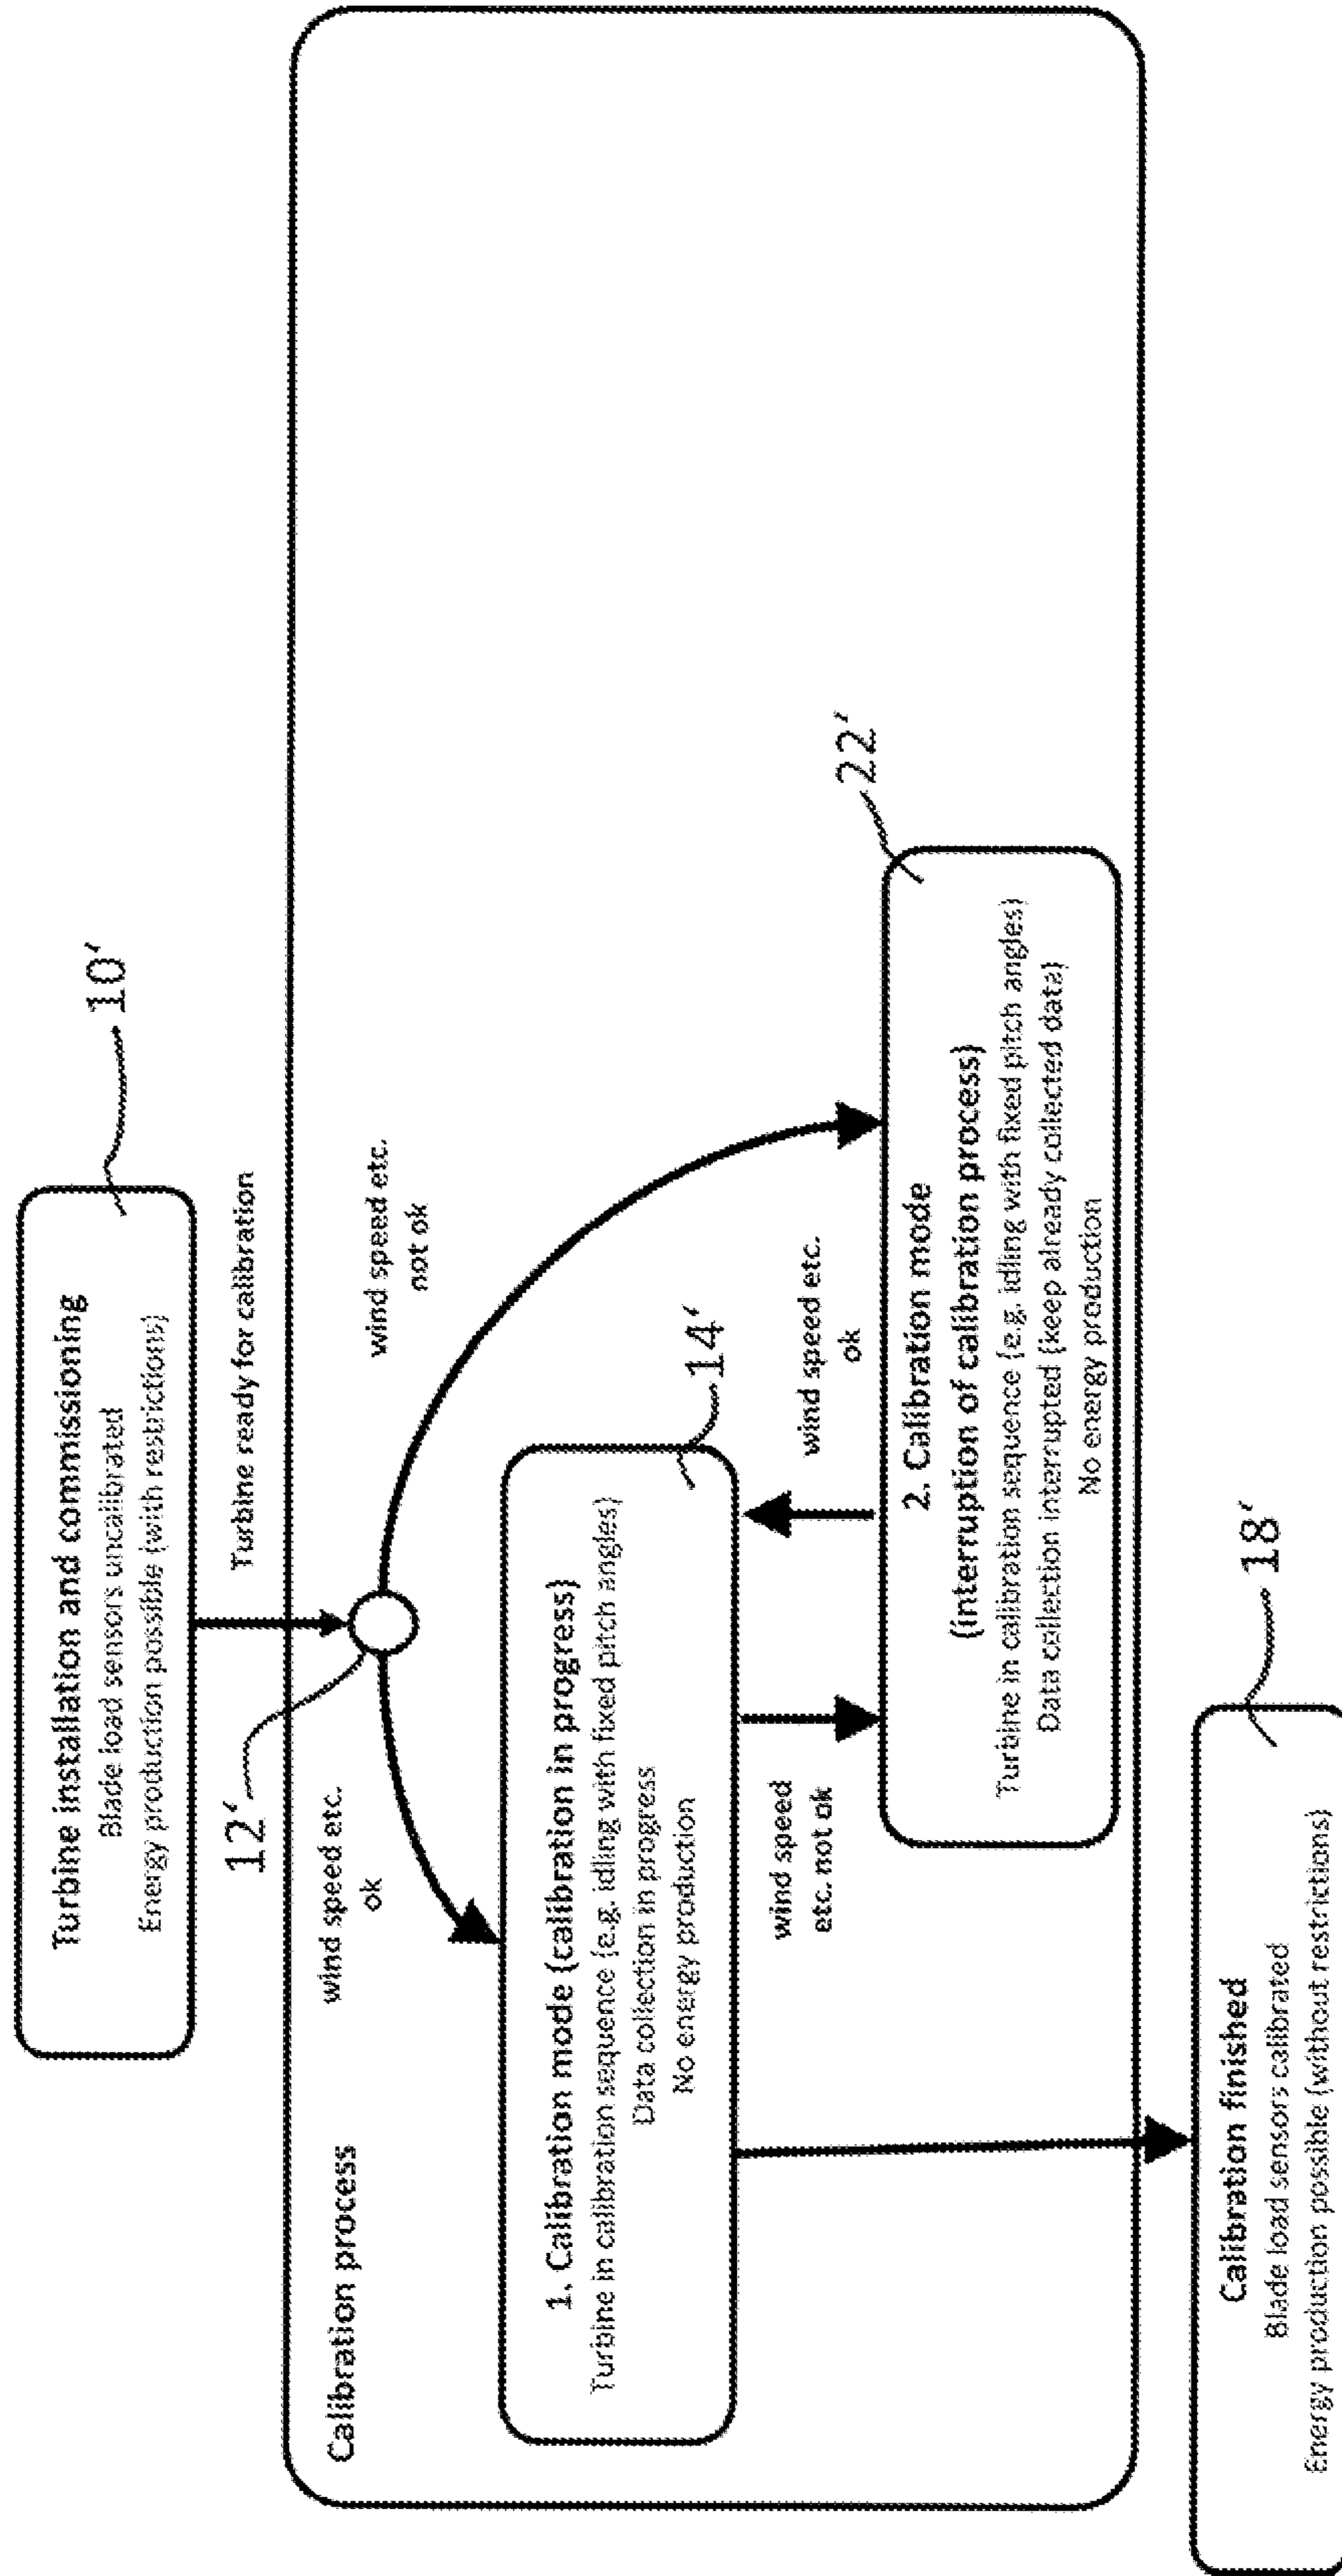 Turbine installation and commissioning
Blade load sensors uncalibrated
Energy production possible (with restrictions)
10‘
Turbine ready for calibration
12‘
Calibration process
wind speed etc.
ok
wind speed etc.
not ok
1. Calibration mode (calibration in progress)
Turbine in calibration sequence (e.g. idling with fixed pitch angles)
Data collection in progress
No energy production
14‘
wind speed
etc. not ok
wind speed etc.
ok
2. Calibration mode
(interruption of calibration process)
Turbine in calibration sequence (e.g. idling with fixed pitch angles)
Data collection interrupted (keep already collected data)
No energy production
22‘
Calibration finished
Blade load sensors calibrated
Energy production possible (without restrictions)
18‘